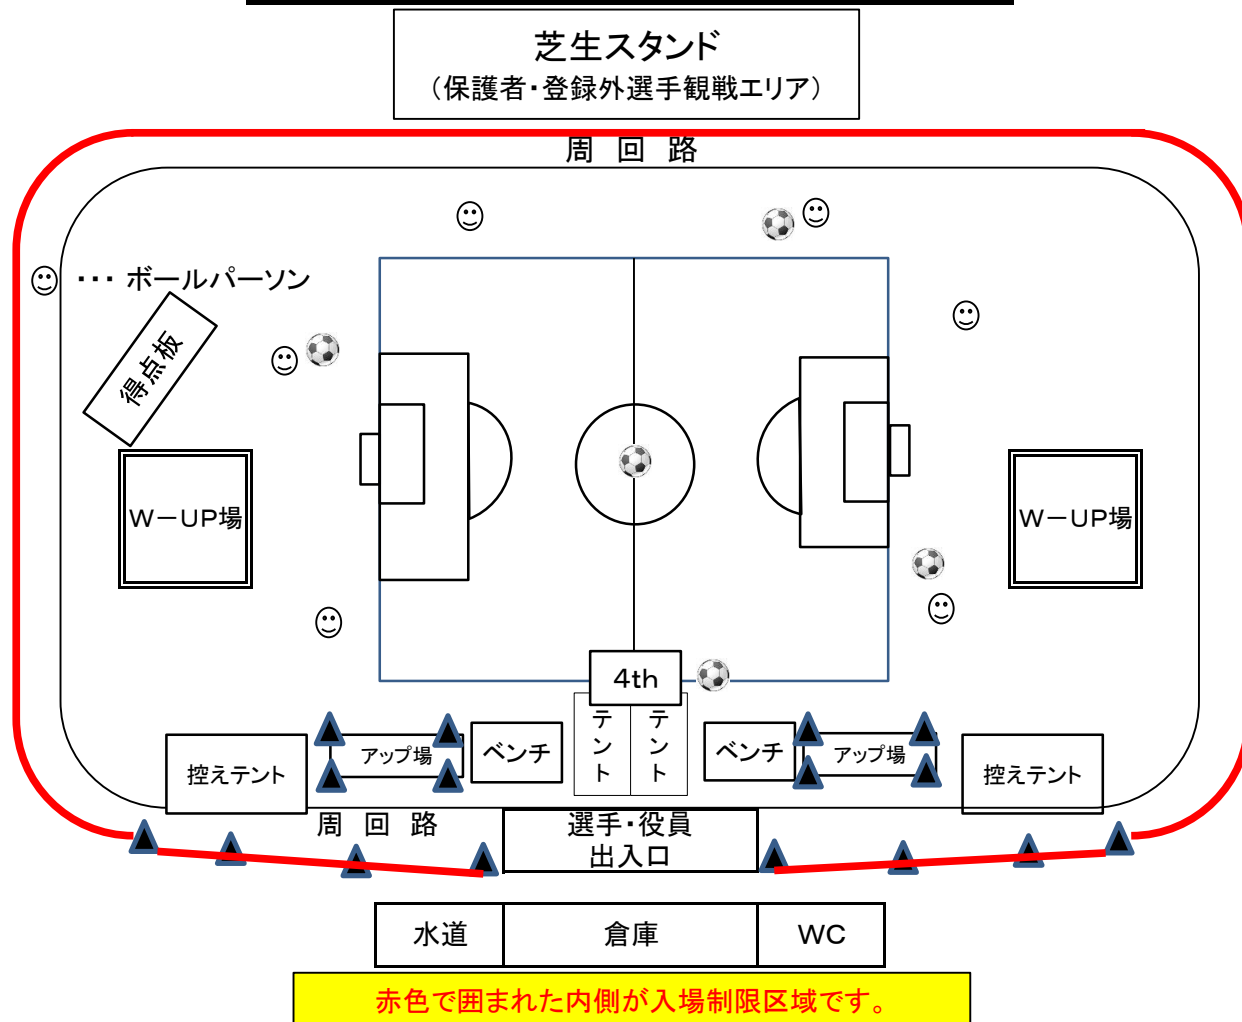 芝生スタンド
（保護者・登録外選手観戦エリア）
周　回　路
・・・ ボールパーソン
得点板
W－UP場
W－UP場
4th
テント
テント
控えテント
アップ場
ベンチ
ベンチ
アップ場
控えテント
周　回　路
選手・役員
出入口
水道
倉庫
WC
赤色で囲まれた内側が入場制限区域です。